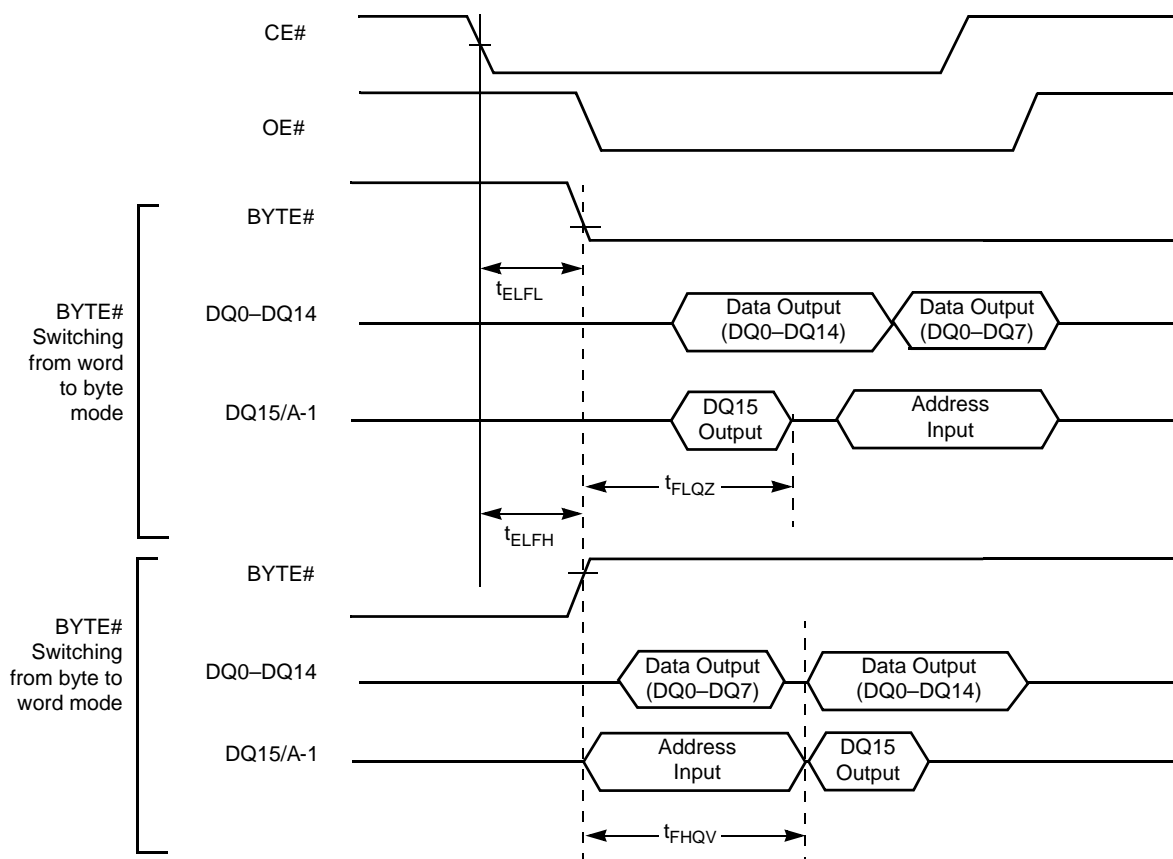 CE#
OE#
BYTE#
tELFL
BYTE#
Switching
from word
to byte
mode
DQ0–DQ14
Data Output
(DQ0–DQ14)
Data Output
(DQ0–DQ7)
DQ15/A-1
DQ15
Output
Address
Input
tFLQZ
tELFH
BYTE#
BYTE#
Switching
from byte to
word mode
DQ0–DQ14
Data Output
(DQ0–DQ7)
Data Output
(DQ0–DQ14)
DQ15/A-1
Address
Input
DQ15
Output
tFHQV